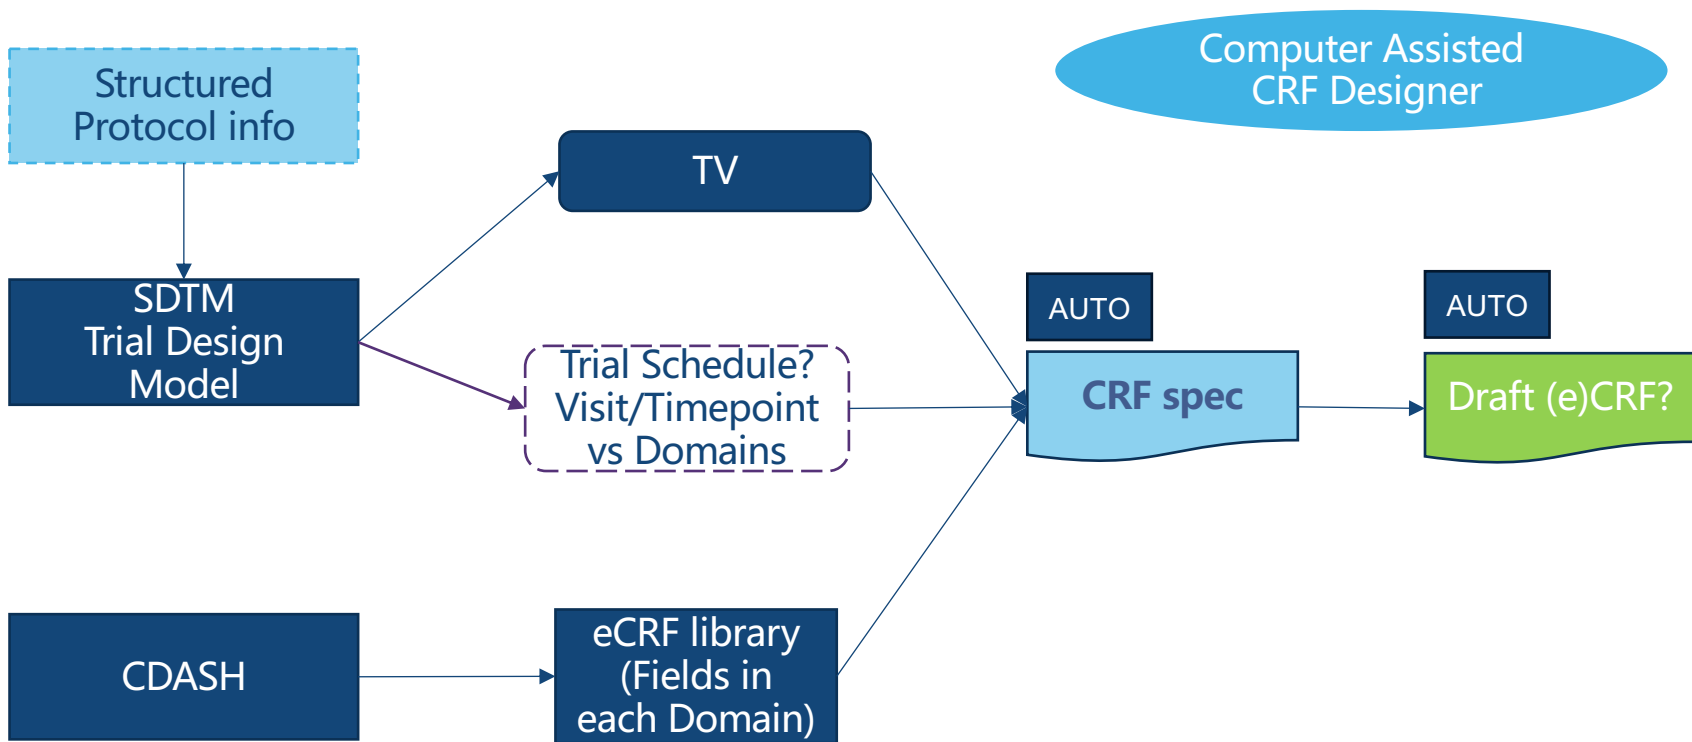 Structured
Protocol info
Computer Assisted
CRF Designer
TV
SDTM
Trial Design
Model
Trial Schedule?
Visit/Timepoint
vs Domains
AUTO
CRF spec
AUTO
Draft (e)CRF?
CDASH
eCRF library
(Fields in
each Domain)